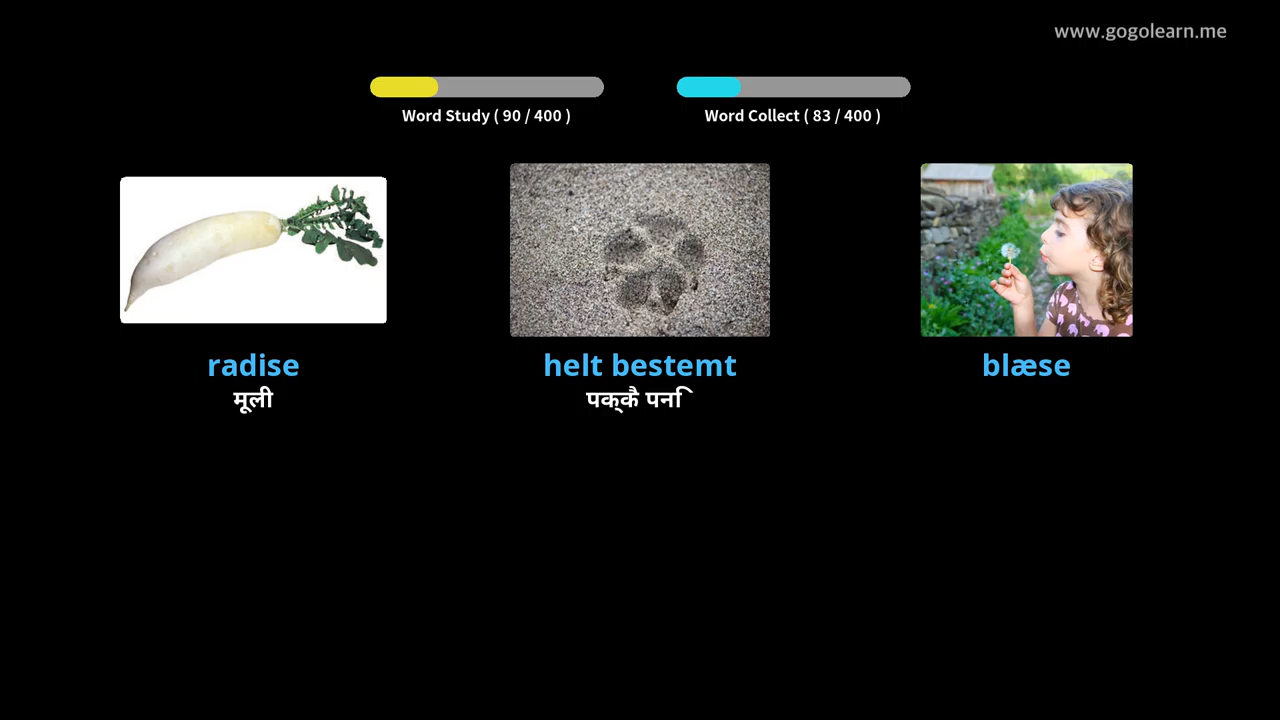 www.gogolearn.me
Word Study ( 90 / 400 )
Word Collect ( 83 / 400 )
radise
मूली
helt bestemt
पक्कै पनि
blæse